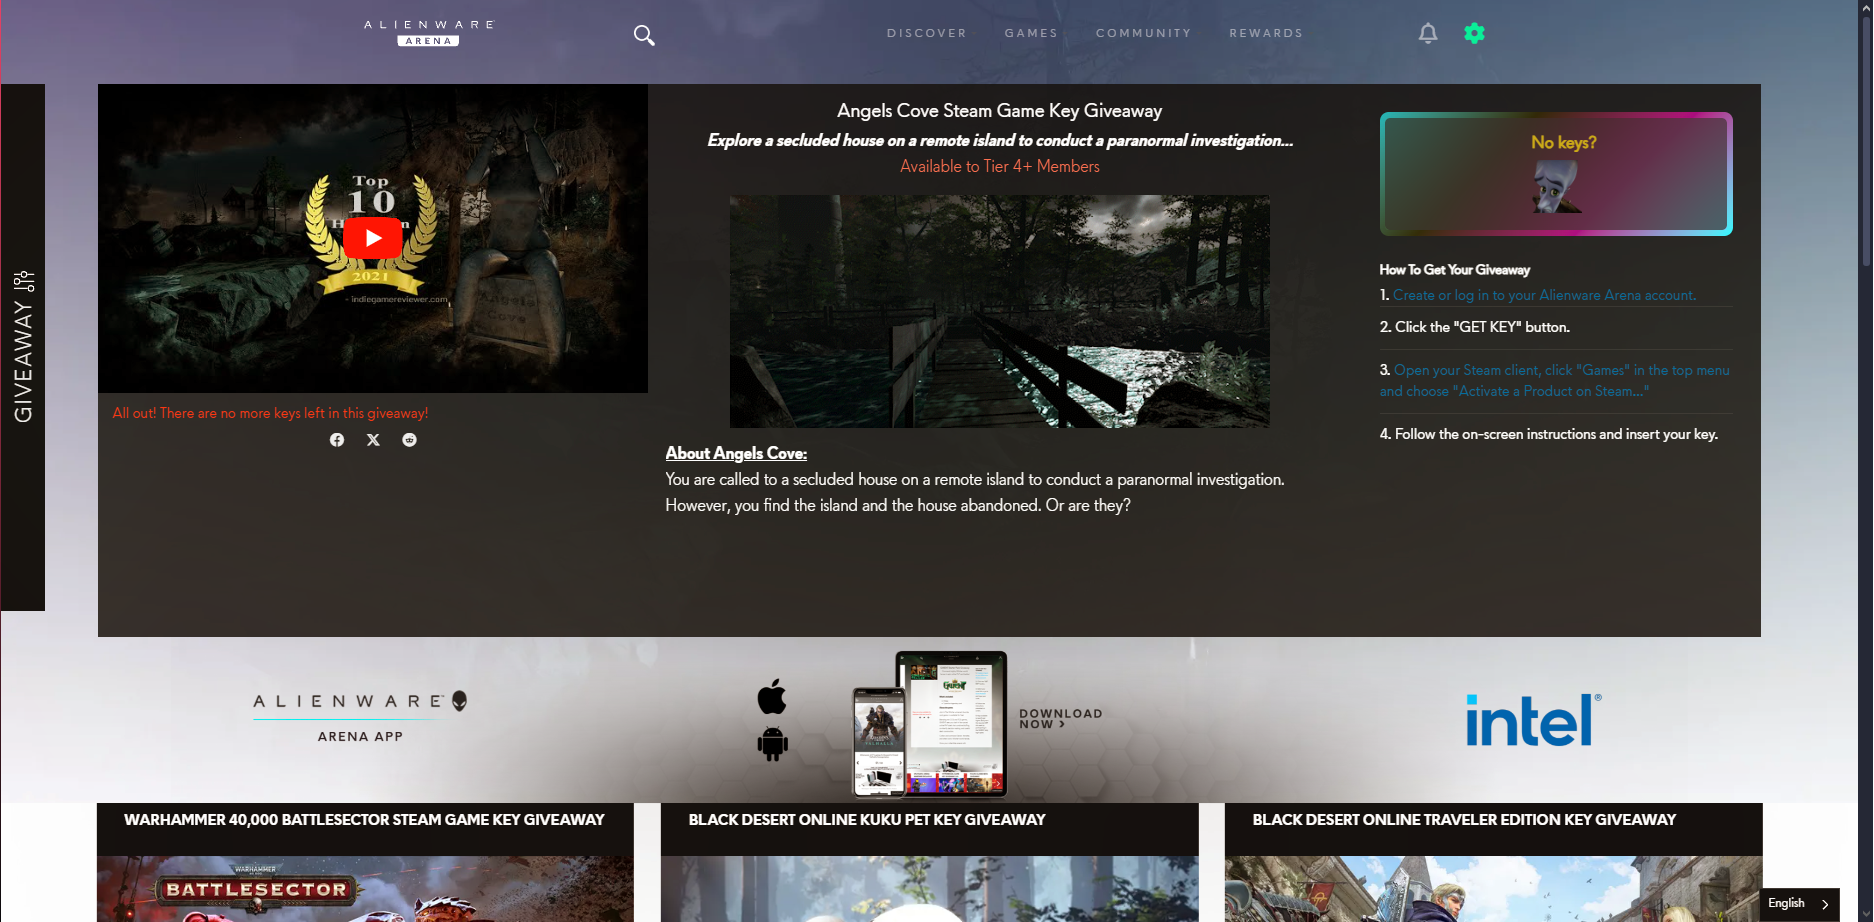 ALIENWARE
ARENA
DISCOVER
GAMES
COMMUNITY
REWARDS
GIVEAWAY
Top
10
2021
- indiegamereviewer.com
Angels
Cove
All out! There are no more keys left in this giveaway!
Angels Cove Steam Game Key Giveaway
Explore a secluded house on a remote island to conduct a paranormal investigation...
Available to Tier 4+ Members
About Angels Cove:
You are called to a secluded house on a remote island to conduct a paranormal investigation.
However, you find the island and the house abandoned. Or are they?
No keys?
How To Get Your Giveaway
1. Create or log in to your Alienware Arena account.
2. Click the "GET KEY" button.
3. Open your Steam client, click "Games" in the top menu
and choose "Activate a Product on Steam..."
4. Follow the on-screen instructions and insert your key.
ALIENWARE
ARENA APP
DOWNLOAD
NOW >
intel®
WARHAMMER 40,000 BATTLESECTOR STEAM GAME KEY GIVEAWAY
BLACK DESERT ONLINE KUKU PET KEY GIVEAWAY
BLACK DESERT ONLINE TRAVELER EDITION KEY GIVEAWAY
WARHAMMER
BATTLESECTOR
English